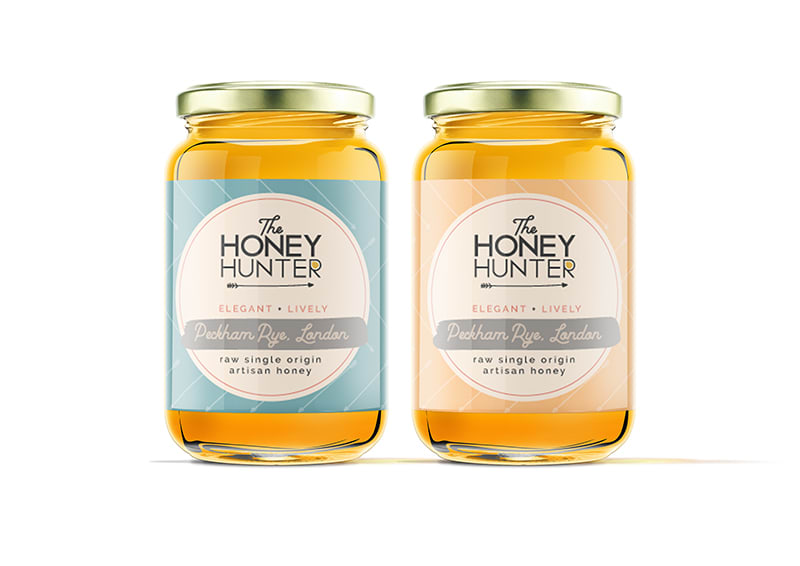 The
HONEY
HUNTER
ELEGANT • LIVELY
Peckham Rye, London
raw single origin
artisan honey
The
HONEY
HUNTER
ELEGANT • LIVELY
Peckham Rye, London
raw single origin
artisan honey